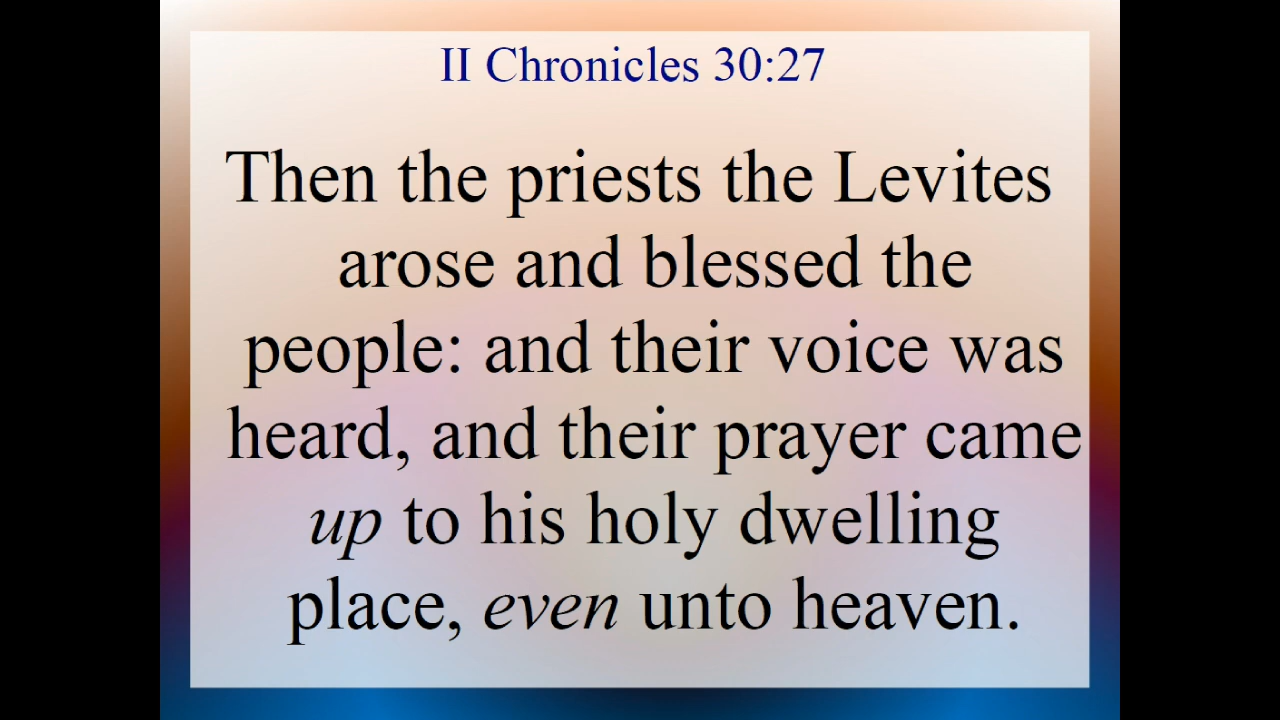 II Chronicles 30:27
Then the priests the Levites
arose and blessed the
people: and their voice was
heard, and their prayer came
up to his holy dwelling
place, even unto heaven.